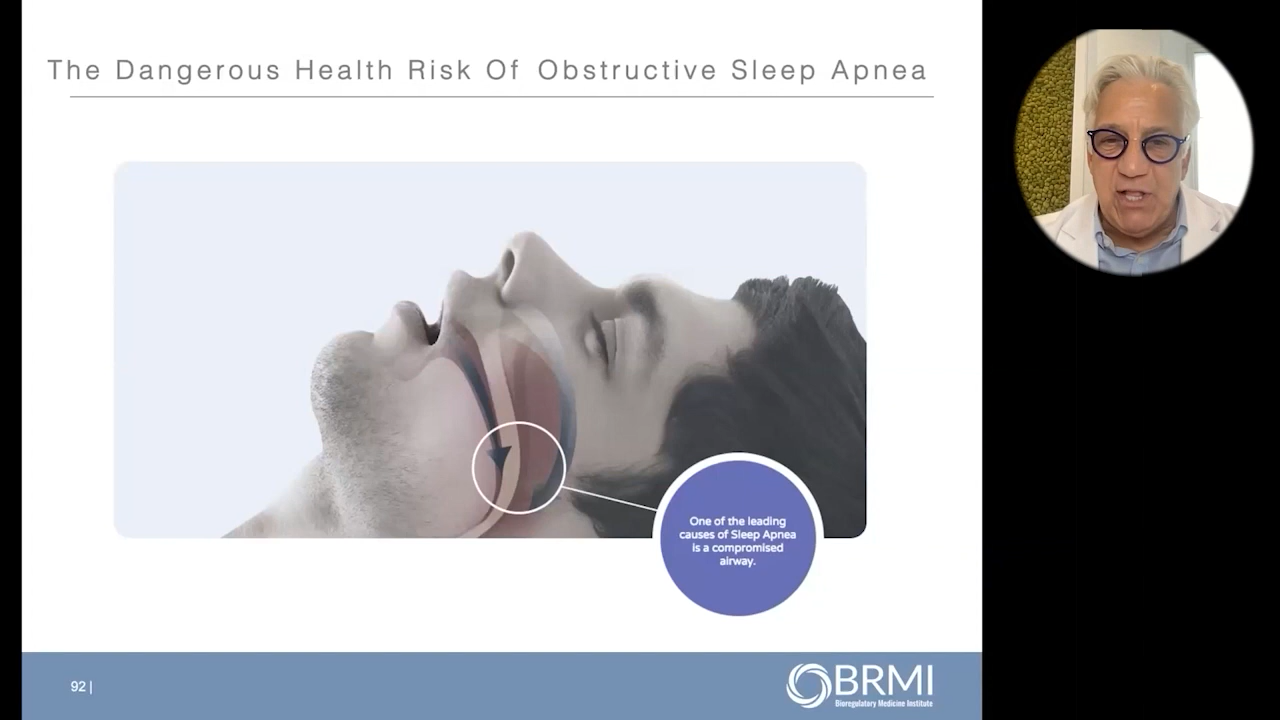 The Dangerous Health Risk Of Obstructive Sleep Apnea
One of the leading
causes of Sleep Apnea
is a compromised
airway.
92 |
BRMI
Bioregulatory Medicine Institute